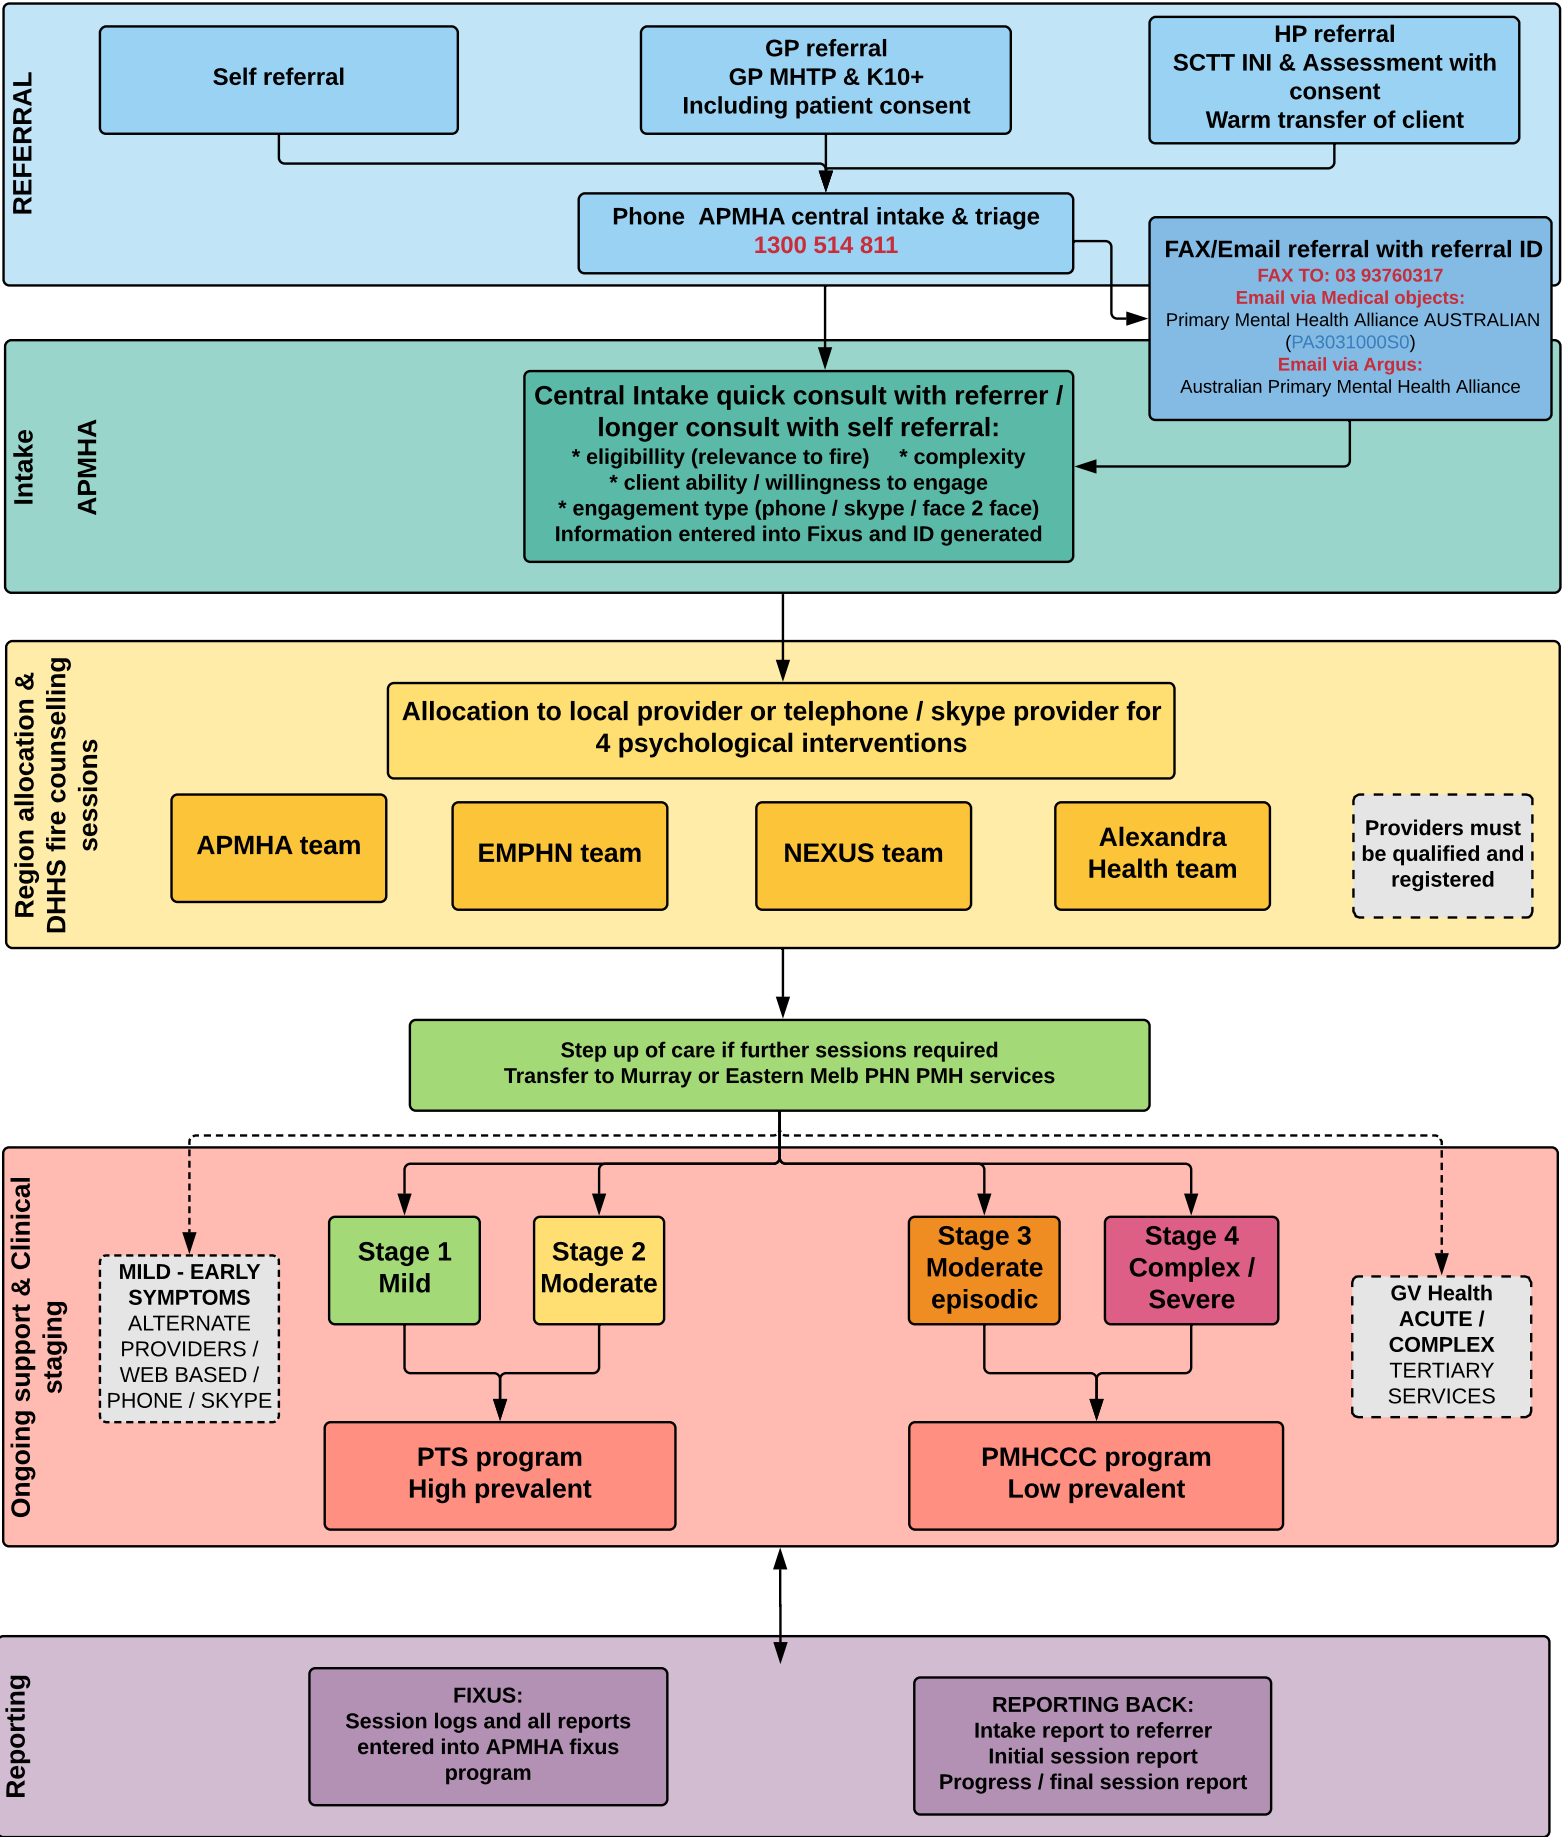 REFERRAL
Self referral
GP referral
GP MHTP & K10+
Including patient consent
HP referral
SCTT INI & Assessment with
consent
Warm transfer of client
Phone  APMHA central intake & triage
1300 514 811
FAX/Email referral with referral ID
FAX TO: 03 93760317
Email via Medical objects:
Primary Mental Health Alliance AUSTRALIAN
(PA3031000S0)
Email via Argus:
Australian Primary Mental Health Alliance
Intake
APMHA
Central Intake quick consult with referrer /
longer consult with self referral:
* eligibillity (relevance to fire)     * complexity
* client ability / willingness to engage
* engagement type (phone / skype / face 2 face)
Information entered into Fixus and ID generated
Region allocation &
DHHS fire counselling
sessions
Allocation to local provider or telephone / skype provider for
4 psychological interventions
APMHA team
EMPHN team
NEXUS team
Alexandra
Health team
Providers must
be qualified and
registered
Step up of care if further sessions required
Transfer to Murray or Eastern Melb PHN PMH services
Ongoing support & Clinical
staging
MILD - EARLY
SYMPTOMS
ALTERNATE
PROVIDERS /
WEB BASED /
PHONE / SKYPE
Stage 1
Mild
Stage 2
Moderate
Stage 3
Moderate
episodic
Stage 4
Complex /
Severe
GV Health
ACUTE /
COMPLEX
TERTIARY
SERVICES
PTS program
High prevalent
PMHCCC program
Low prevalent
Reporting
FIXUS:
Session logs and all reports
entered into APMHA fixus
program
REPORTING BACK:
Intake report to referrer
Initial session report
Progress / final session report